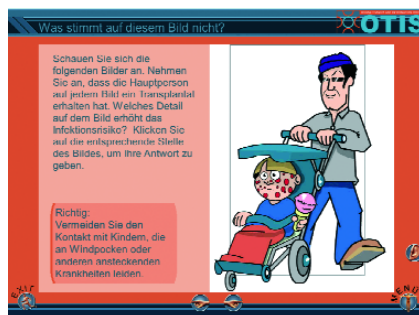 Was stimmt auf diesem Bild nicht?
OTIS
Schauen Sie sich die
folgenden Bilder an. Nehmen
Sie an, dass die Hauptperson
auf jedem Bild ein Transplantat
erhalten hat. Welches Detail
auf dem Bild erhöht das
Infektionsrisiko? Klicken Sie
auf die entsprechende Stelle
des Bildes, um Ihre Antwort zu
geben.
Richtig:
Vermeiden Sie den
Kontakt mit Kindern, die
an Windpocken oder
anderen ansteckenden
Krankheiten leiden.
EXIT
MENU